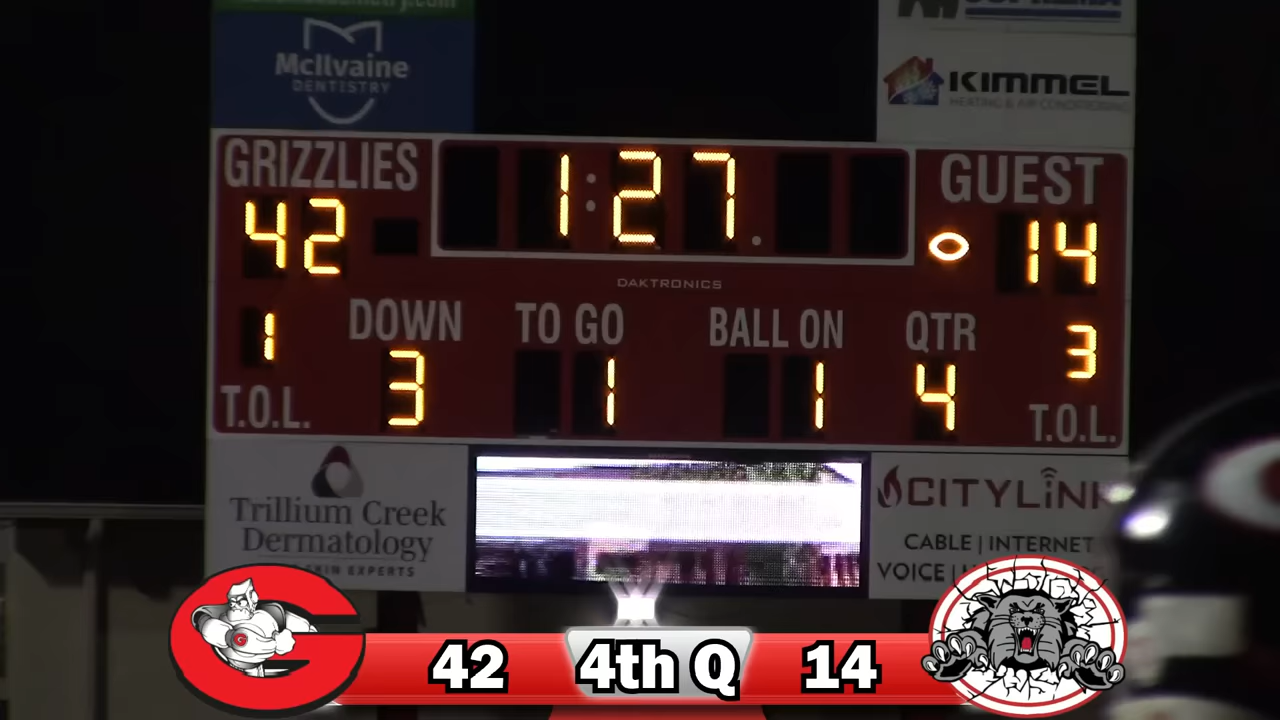 McIlvaine
DENTISTRY
KIMMEL
HEATING & AIR CONDITIONING
GRIZZLIES
1:27.
GUEST
42
14
DAKTRONICS
DOWN
TO GO
BALL ON
QTR
1
3
1
1
4
3
T.O.L.
T.O.L.
Trillium Creek
Dermatology
SKIN EXPERTS
CITYLINK
CABLE | INTERNET
VOICE |
G
42
4th Q
14